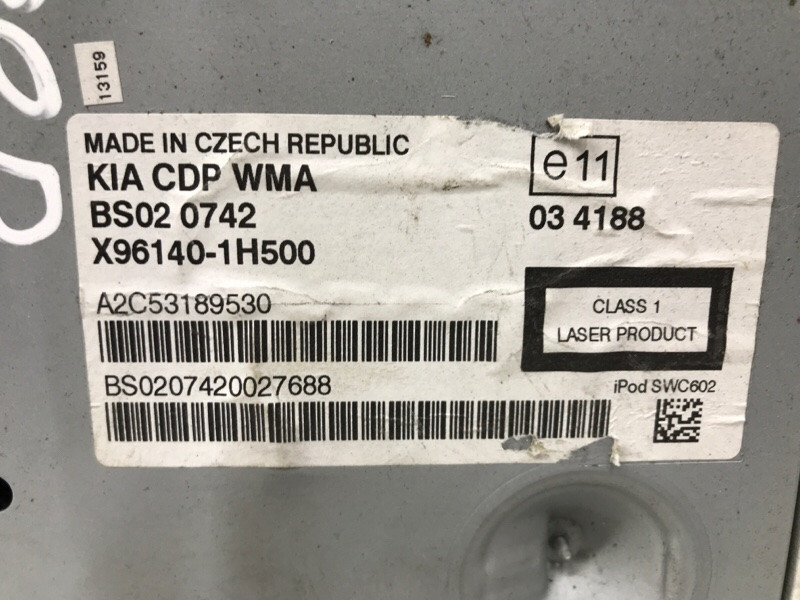 13159
MADE IN CZECH REPUBLIC
KIA CDP WMA
BS02 0742
X96140-1H500
e11
03 4188
A2C53189530
CLASS 1
LASER PRODUCT
BS0207420027688
iPod SWC602